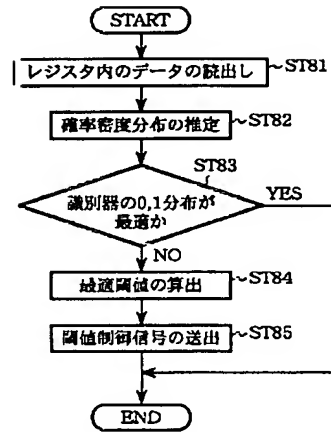 START
レジスタ内のデータの読出し
ST81
確率密度分布の推定
ST82
ST83
識別器の0,1分布が
最適か
YES
NO
最適閾値の算出
ST84
閾値制御信号の送出
ST85
END